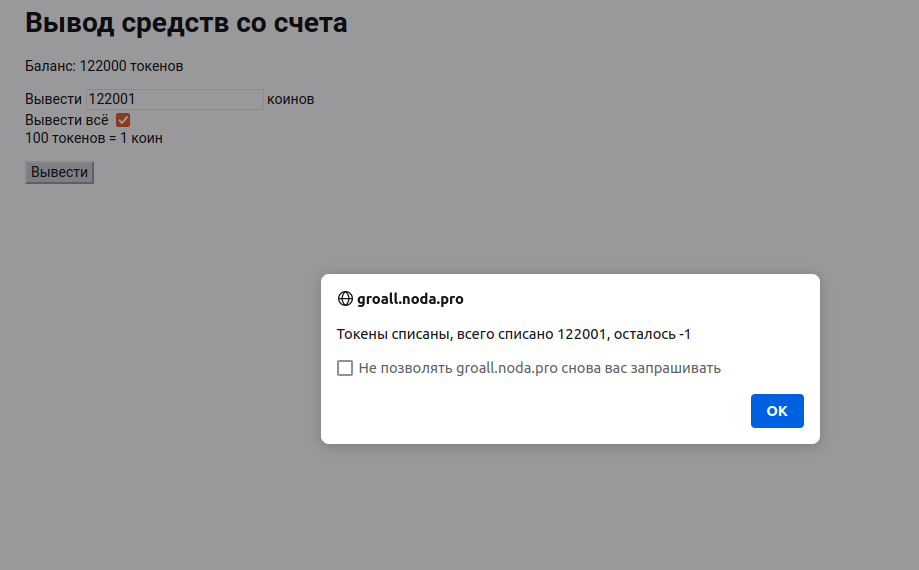 Вывод средств со счета
Баланс: 122000 токенов
Вывести 122001 коинов
Вывести всё
100 токенов = 1 коин
Вывести
groall.noda.pro
Токены списаны, всего списано 122001, осталось -1
Не позволять groall.noda.pro снова вас запрашивать
OK